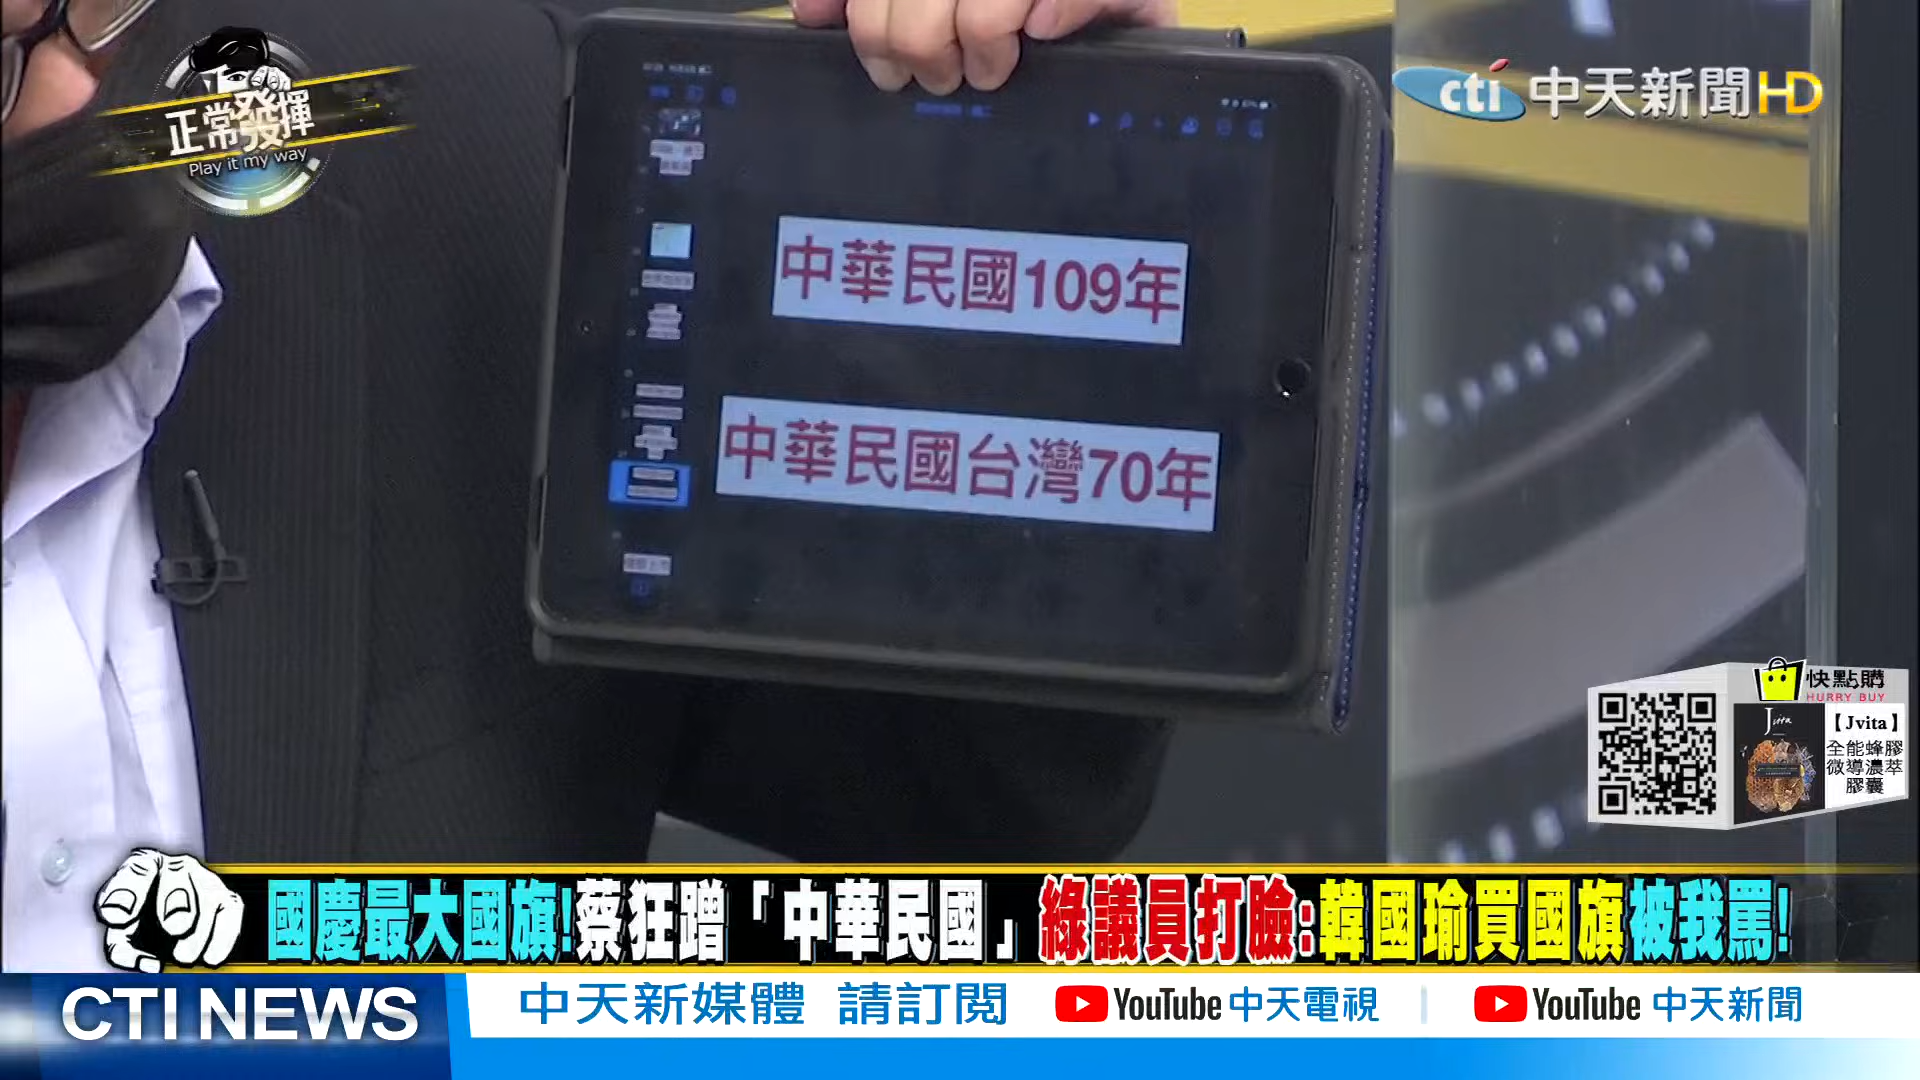 正常發揮
Play it my way
cti 中天新聞HD
中華民國109年
中華民國台灣70年
快點購
HURRY BUY
Jvita
【Jvita】
全能蜂膠
微導濃萃
膠囊
國慶最大國旗!蔡狂蹭「中華民國」綠議員打臉:韓國瑜買國旗被我罵!
CTI NEWS
中天新媒體 請訂閱 YouTube 中天電視 | YouTube 中天新聞